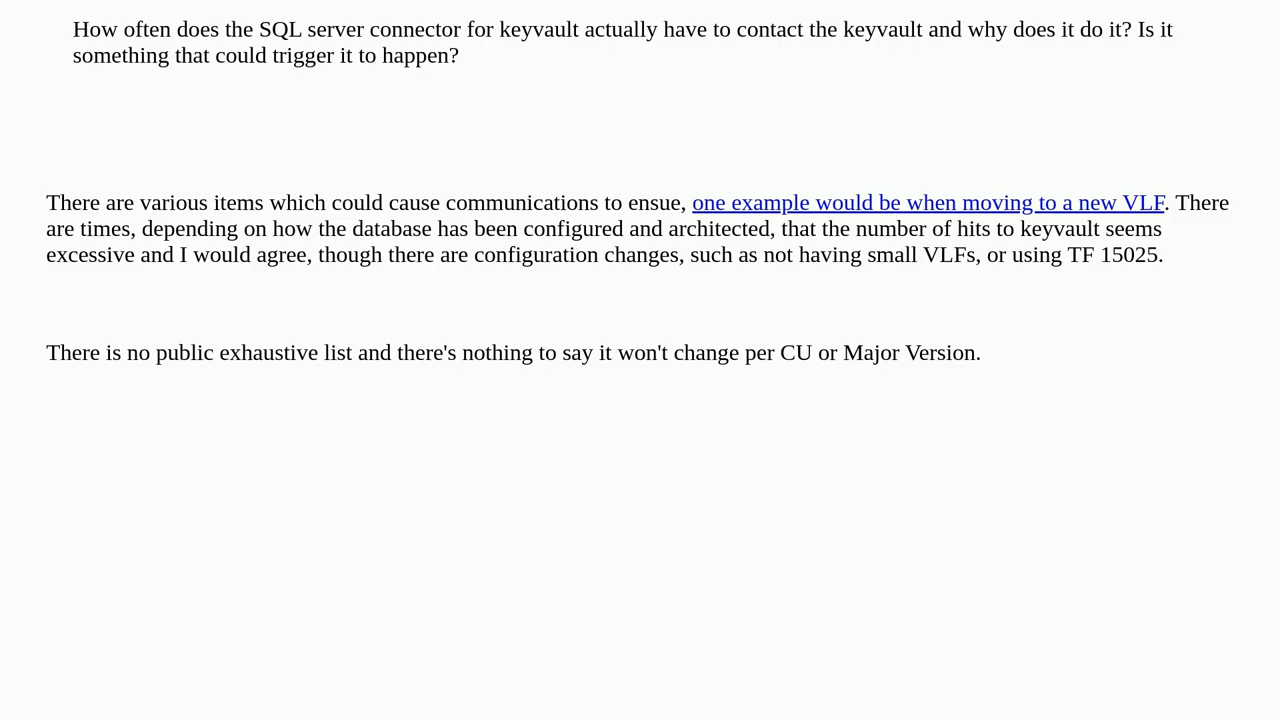 How often does the SQL server connector for keyvault actually have to contact the keyvault and why does it do it? Is it
something that could trigger it to happen?
There are various items which could cause communications to ensue, one example would be when moving to a new VLF. There
are times, depending on how the database has been configured and architected, that the number of hits to keyvault seems
excessive and I would agree, though there are configuration changes, such as not having small VLFs, or using TF 15025.
There is no public exhaustive list and there's nothing to say it won't change per CU or Major Version.